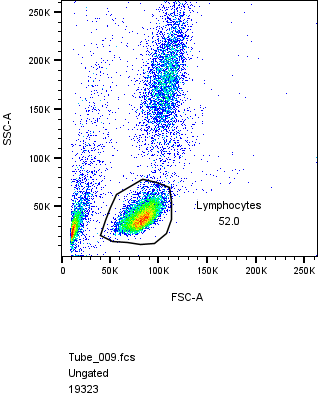 250K
200K
150K
100K
50K
SSC-A
Lymphocytes
52.0
0 50K 100K 150K 200K 250K
FSC-A
Tube_009.fcs
Ungated
19323